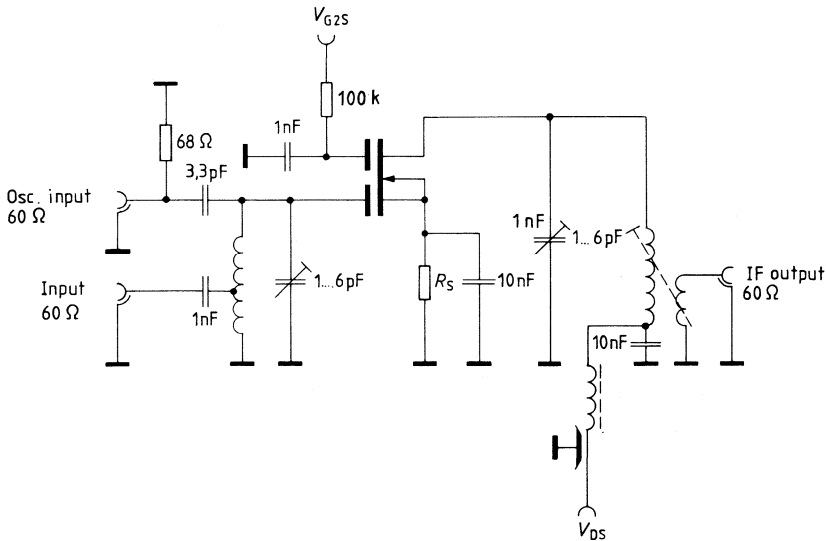 V_G2S
100 k
1nF
68 Ω
3,3pF
Osc. input
60 Ω
1nF
1...6pF
Input
60 Ω
1nF
1....6pF
R_S
10nF
IF output
60 Ω
10nF
V_DS